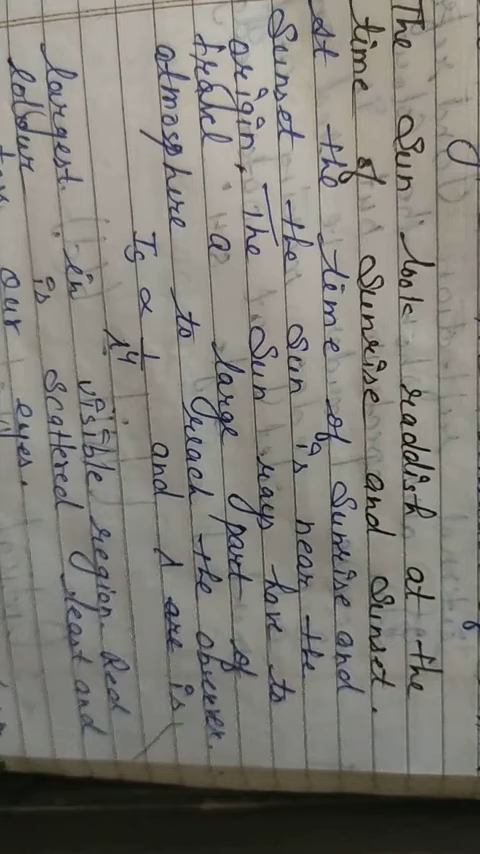 The Sun look raddish at the
time of Sunrise and Sunset.
At the time of Sunrise and
Sunset the Sun is near the
origin, The Sun rays have to
travel a large part of
atmosphere to reach the observer.
Is ∝ 1/λ⁴ and λ are is
largest in visible region. Red
colour is scattered least and
our eyes.